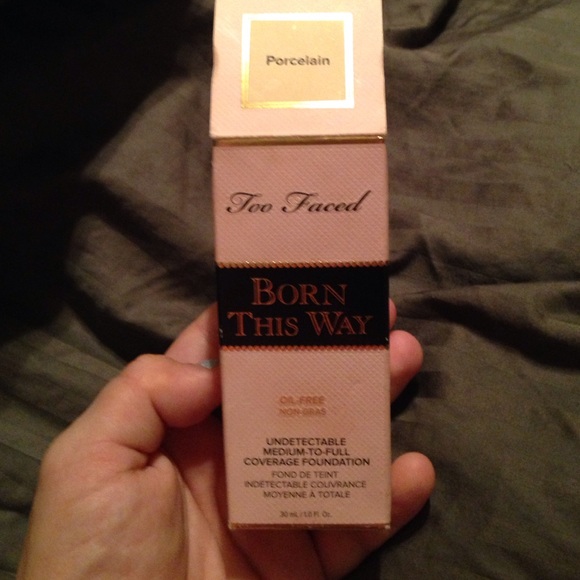 Porcelain
Too Faced
BORN
THIS WAY
OIL-FREE
NON GRAS
UNDETECTABLE
MEDIUM-TO-FULL
COVERAGE FOUNDATION
FOND DE TEINT
INDÉTECTABLE COUVRANCE
MOYENNE À TOTALE
30 mL / 1.0 Fl. Oz.